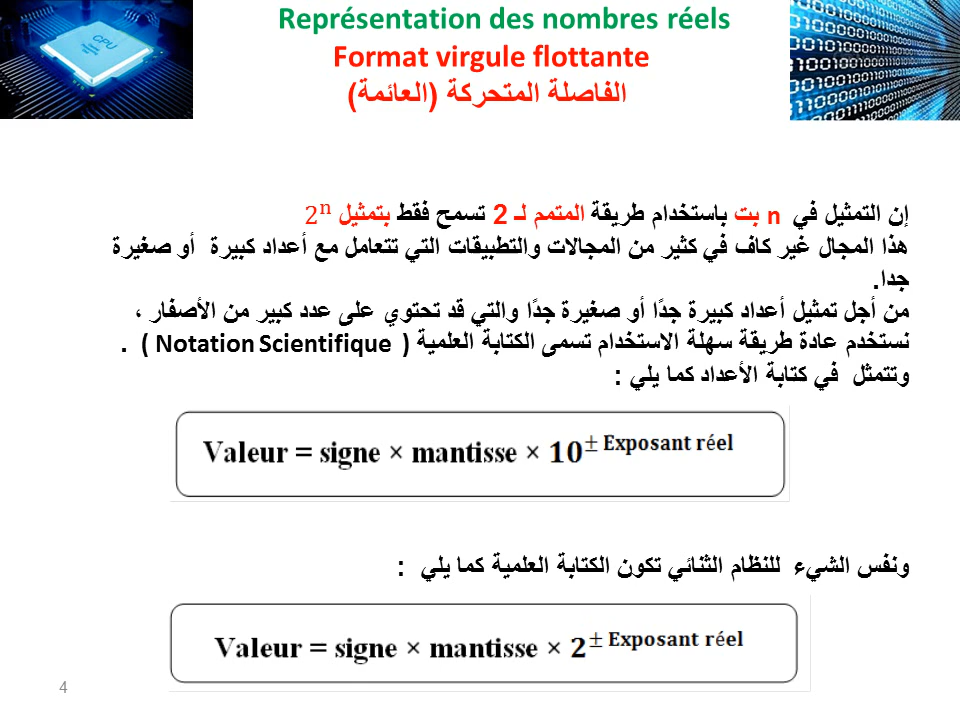 Représentation des nombres réels
Format virgule flottante
الفاصلة المتحركة (العائمة)
إن التمثيل في n بت باستخدام طريقة المتمم لـ 2 تسمح فقط بتمثيل 2ⁿ
هذا المجال غير كاف في كثير من المجالات والتطبيقات التي تتعامل مع أعداد كبيرة أو صغيرة
جدا.
من أجل تمثيل أعداد كبيرة جدًا أو صغيرة جدًا والتي قد تحتوي على عدد كبير من الأصفار ،
نستخدم عادة طريقة سهلة الاستخدام تسمى الكتابة العلمية ( Notation Scientifique ) .
وتتمثل في كتابة الأعداد كما يلي :
Valeur = signe × mantisse × 10^± Exposant réel
ونفس الشيء للنظام الثنائي تكون الكتابة العلمية كما يلي :
Valeur = signe × mantisse × 2^± Exposant réel
4